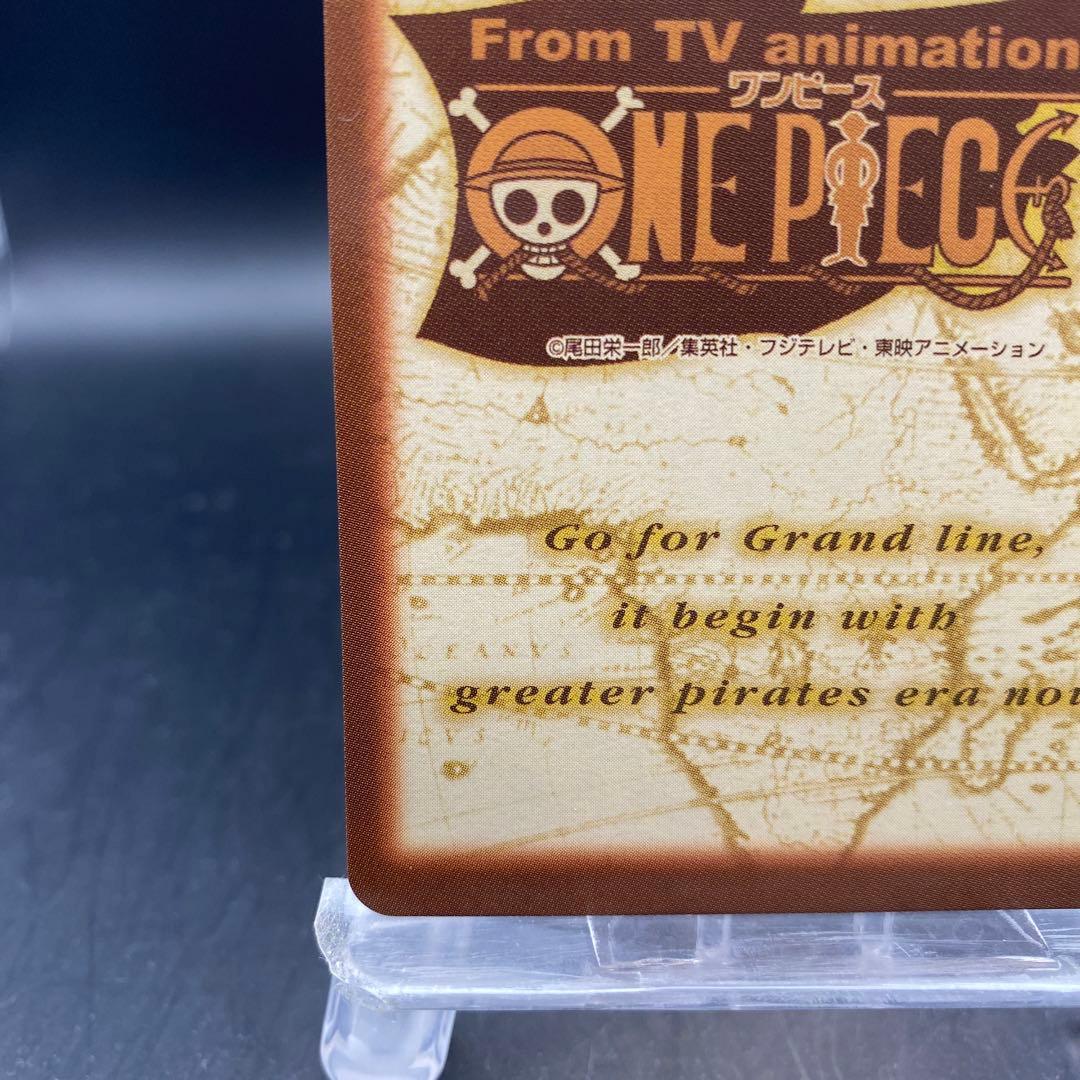 From TV animation
ワンピース
ONE PIECE
©尾田栄一郎/集英社・フジテレビ・東映アニメーション
Go for Grand line,
it begin with
greater pirates era